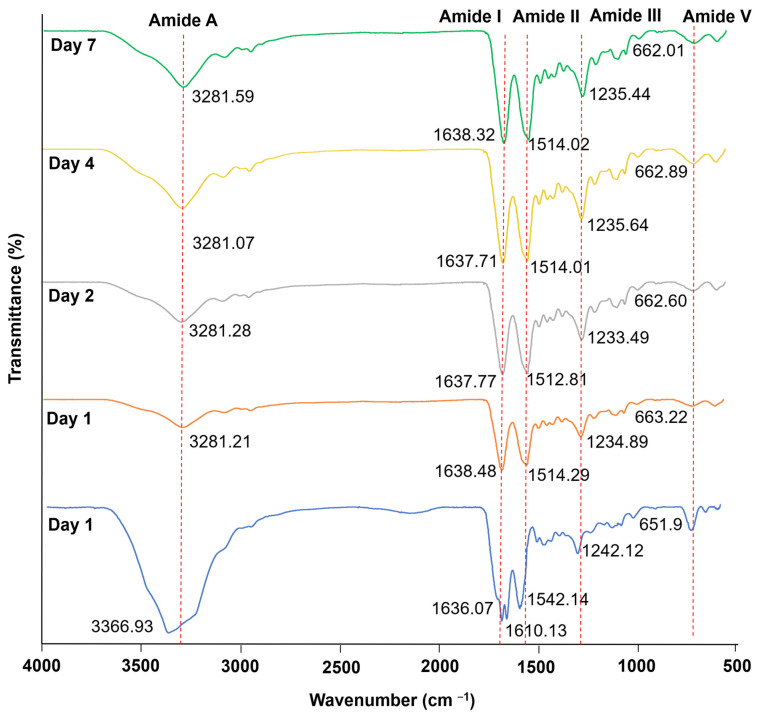 Amide A
Amide I
Amide II
Amide III
Amide V
Day 7
3281.59
1638.32
1514.02
1235.44
662.01
Day 4
3281.07
1637.71
1514.01
1235.64
662.89
Day 2
3281.28
1637.77
1512.81
1233.49
662.60
Day 1
3281.21
1638.48
1514.29
1234.89
663.22
Day 1
3366.93
1636.07
1610.13
1542.14
1242.12
651.9
Transmittance (%)
4000
3000
2500
2000
1500
1000
500
Wavenumber (cm ⁻¹)